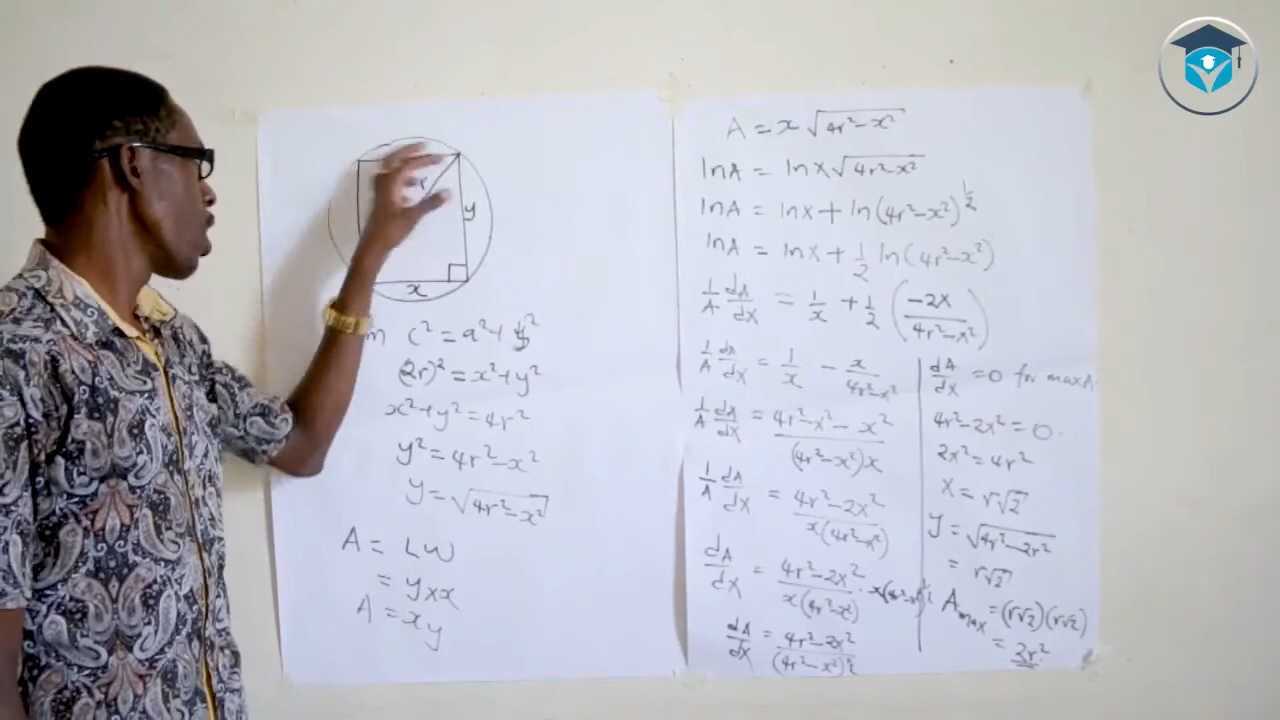 r
y
x
m c² = a² + b²
(2r)² = x² + y²
x² + y² = 4r²
y² = 4r² - x²
y = √(4r² - x²)
A = LW
= y × x
A = xy
A = x√(4r² - x²)
lnA = lnx√(4r² - x²)
lnA = lnx + ln(4r² - x²)^½
lnA = lnx + ½ ln(4r² - x²)
1/A dA/dx = 1/x + ½ (-2x/(4r² - x²))
1/A dA/dx = 1/x - x/(4r² - x²)
1/A dA/dx = (4r² - x² - x²)/((4r² - x²)x)
1/A dA/dx = (4r² - 2x²)/(x(4r² - x²))
dA/dx = (4r² - 2x²)/(x(4r² - x²)) · x(4r² - x²)^½
dA/dx = (4r² - 2x²)/(4r² - x²)^½
dA/dx = 0 for max A.
4r² - 2x² = 0.
2x² = 4r²
x = r√2
y = √(4r² - 2r²)
= r√2
Amax = (r√2)(r√2)
= 2r²